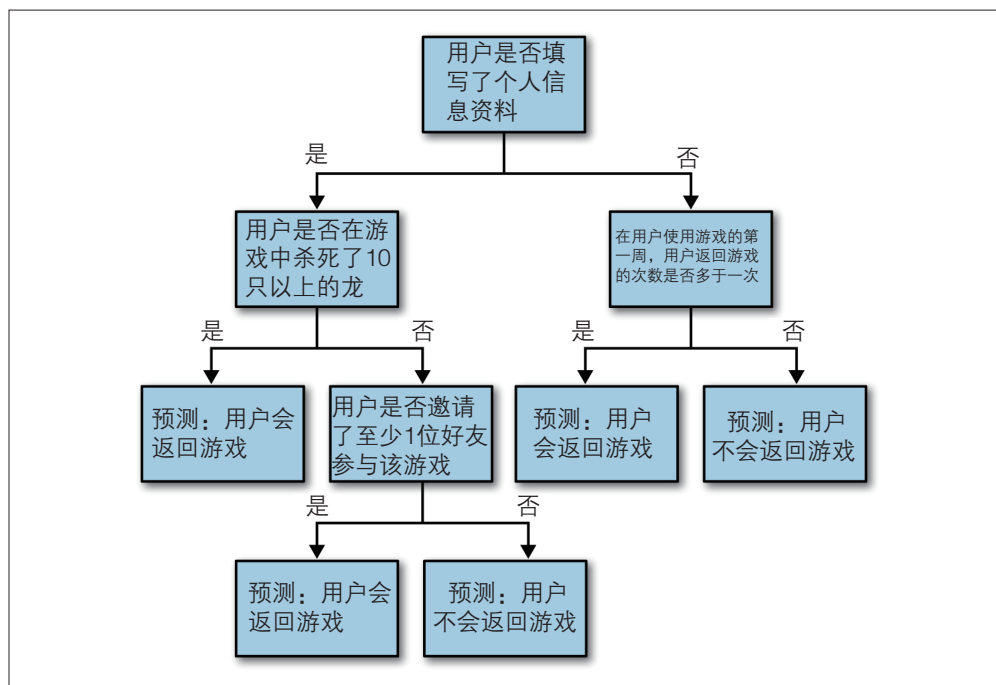 用户是否填
写了个人信
息资料
是
否
用户是否在游
戏中杀死了10
只以上的龙
在用户使用游戏的第
一周，用户返回游戏
的次数是否多于一次
是
否
是
否
预测：用户会
返回游戏
用户是否邀请
了至少1位好友
参与该游戏
预测：用户
会返回游戏
预测：用户
不会返回游戏
是
否
预测：用户会
返回游戏
预测：用户
不会返回游戏